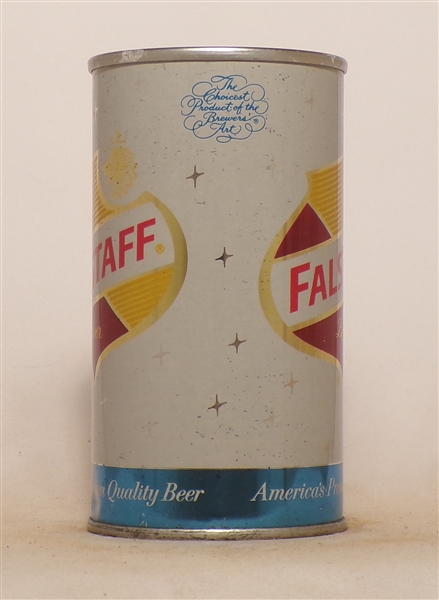 The
Choicest
Product of the
Brewers'
Art®
STAFF®
FALS
Quality Beer
America's